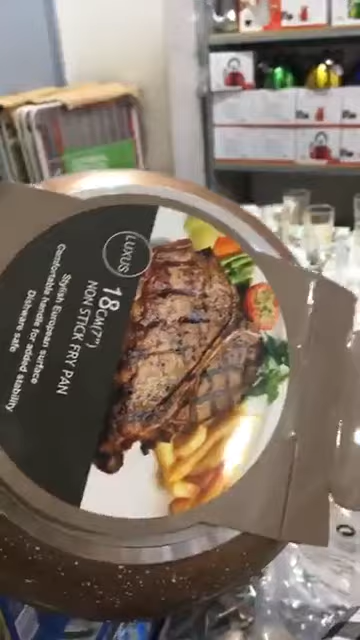 LUXUS
18CM(7")
NON STICK FRY PAN
Stylish European surface
Comfortable handle for added stability
Dishware safe